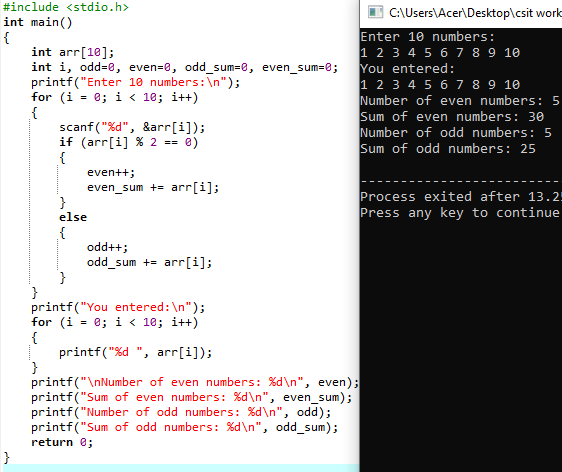 #include <stdio.h>
int main()
{
    int arr[10];
    int i, odd=0, even=0, odd_sum=0, even_sum=0;
    printf("Enter 10 numbers:\n");
    for (i = 0; i < 10; i++)
    {
        scanf("%d", &arr[i]);
        if (arr[i] % 2 == 0)
        {
            even++;
            even_sum += arr[i];
        }
        else
        {
            odd++;
            odd_sum += arr[i];
        }
    }
    printf("You entered:\n");
    for (i = 0; i < 10; i++)
    {
        printf("%d ", arr[i]);
    }
    printf("\nNumber of even numbers: %d\n", even);
    printf("Sum of even numbers: %d\n", even_sum);
    printf("Number of odd numbers: %d\n", odd);
    printf("Sum of odd numbers: %d\n", odd_sum);
    return 0;
}
C:\Users\Acer\Desktop\csit work
Enter 10 numbers:
1 2 3 4 5 6 7 8 9 10
You entered:
1 2 3 4 5 6 7 8 9 10
Number of even numbers: 5
Sum of even numbers: 30
Number of odd numbers: 5
Sum of odd numbers: 25
--------------------------
Process exited after 13.25
Press any key to continue